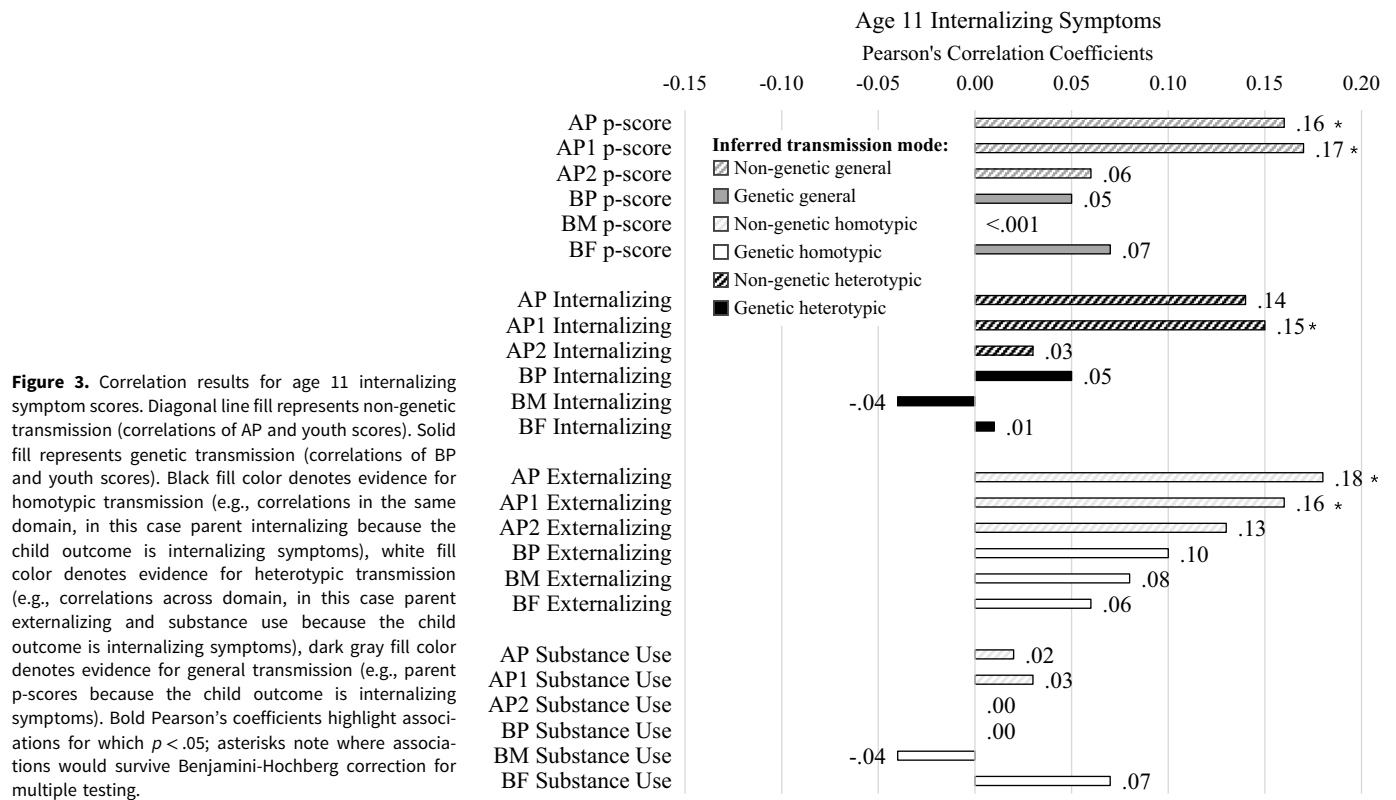 Age 11 Internalizing Symptoms
Pearson's Correlation Coefficients
-0.15 -0.10 -0.05 0.00 0.05 0.10 0.15 0.20
AP p-score .16 *
AP1 p-score .17 *
AP2 p-score .06
BP p-score .05
BM p-score <.001
BF p-score .07
Inferred transmission mode:
Non-genetic general
Genetic general
Non-genetic homotypic
Genetic homotypic
Non-genetic heterotypic
Genetic heterotypic
AP Internalizing .14
AP1 Internalizing .15 *
AP2 Internalizing .03
BP Internalizing .05
BM Internalizing -.04
BF Internalizing .01
AP Externalizing .18 *
AP1 Externalizing .16 *
AP2 Externalizing .13
BP Externalizing .10
BM Externalizing .08
BF Externalizing .06
AP Substance Use .02
AP1 Substance Use .03
AP2 Substance Use .00
BP Substance Use .00
BM Substance Use -.04
BF Substance Use .07
Figure 3. Correlation results for age 11 internalizing
symptom scores. Diagonal line fill represents non-genetic
transmission (correlations of AP and youth scores). Solid
fill represents genetic transmission (correlations of BP
and youth scores). Black fill color denotes evidence for
homotypic transmission (e.g., correlations in the same
domain, in this case parent internalizing because the
child outcome is internalizing symptoms), white fill
color denotes evidence for heterotypic transmission
(e.g., correlations across domain, in this case parent
externalizing and substance use because the child
outcome is internalizing symptoms), dark gray fill color
denotes evidence for general transmission (e.g., parent
p-scores because the child outcome is internalizing
symptoms). Bold Pearson's coefficients highlight associ-
ations for which p < .05; asterisks note where associa-
tions would survive Benjamini-Hochberg correction for
multiple testing.